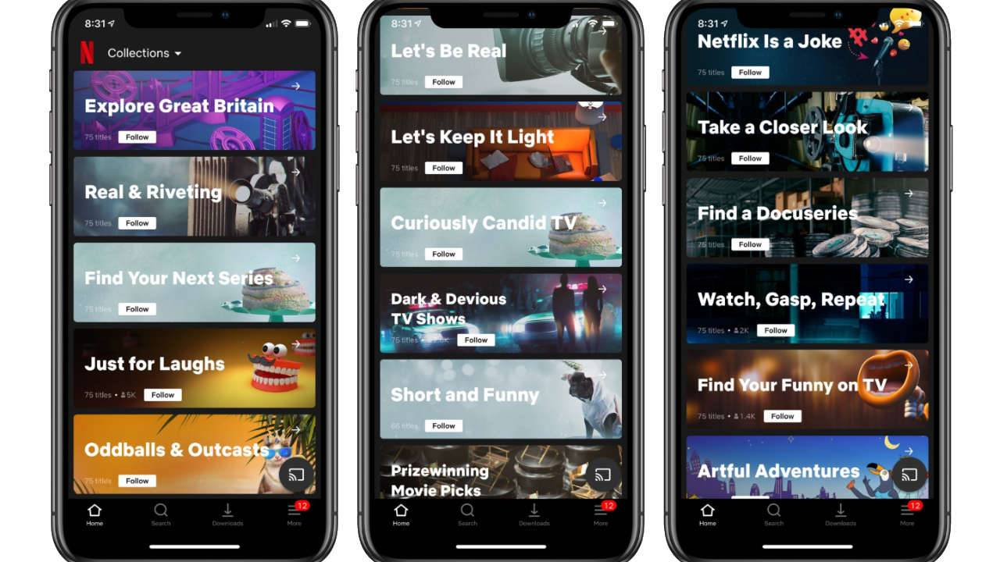 8:31
N
Collections
Explore Great Britain
75 titles
Follow
Real & Riveting
75 titles
Follow
Find Your Next Series
75 titles
Follow
Just for Laughs
75 titles • 5K
Follow
Oddballs & Outcasts
75 titles
Follow
Home
Search
Downloads
12
More
8:31
Let's Be Real
75 titles
Follow
Let's Keep It Light
75 titles
Follow
Curiously Candid TV
75 titles
Follow
Dark & Devious
TV Shows
75 titles •
Follow
Short and Funny
66 titles
Follow
Prizewinning
Movie Picks
Home
Search
Downloads
12
More
8:31
Netflix Is a Joke
75 titles
Follow
Take a Closer Look
75 titles
Follow
Find a Docuseries
75 titles
Follow
Watch, Gasp, Repeat
75 titles • 2K
Follow
Find Your Funny on TV
75 titles • 1.4K
Follow
Artful Adventures
Home
Search
Downloads
12
More